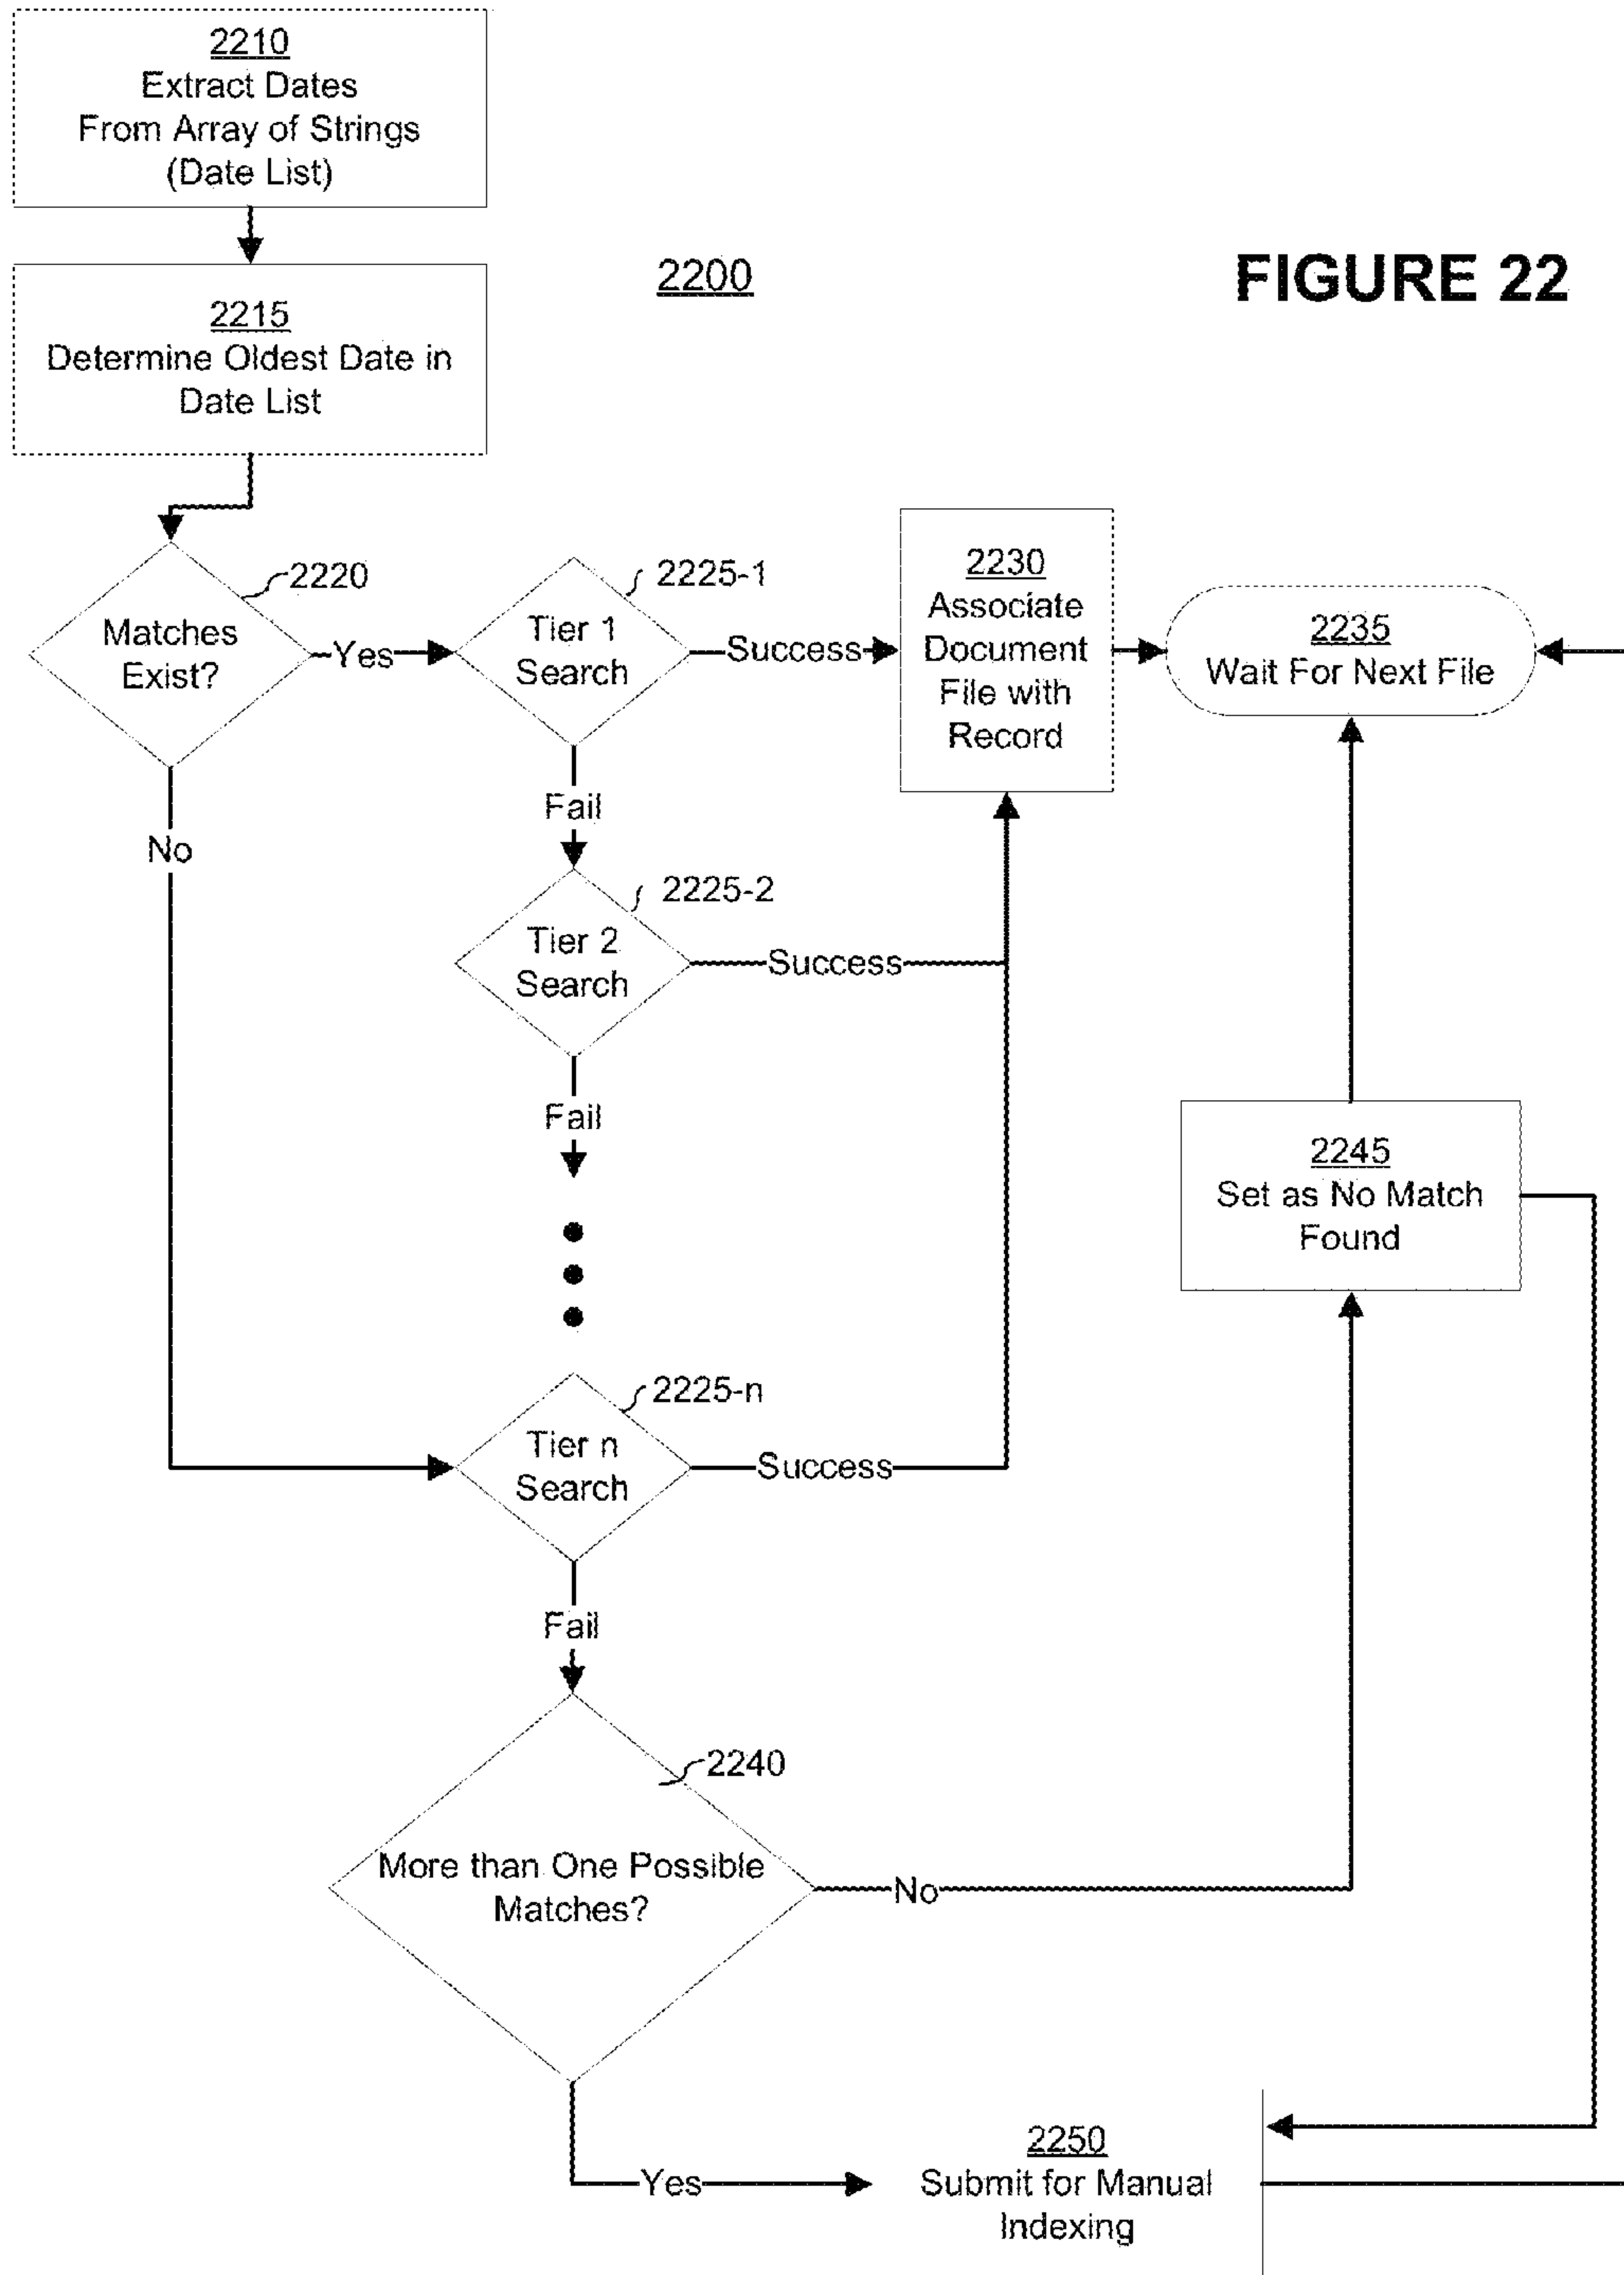 2210
Extract Dates
From Array of Strings
(Date List)
2200
FIGURE 22
2215
Determine Oldest Date in
Date List
2220
Matches
Exist?
Yes
No
2225-1
Tier 1
Search
Success
Fail
2230
Associate
Document
File with
Record
2235
Wait For Next File
2225-2
Tier 2
Search
Success
Fail
2245
Set as No Match
Found
2225-n
Tier n
Search
Success
Fail
2240
More than One Possible
Matches?
No
Yes
2250
Submit for Manual
Indexing